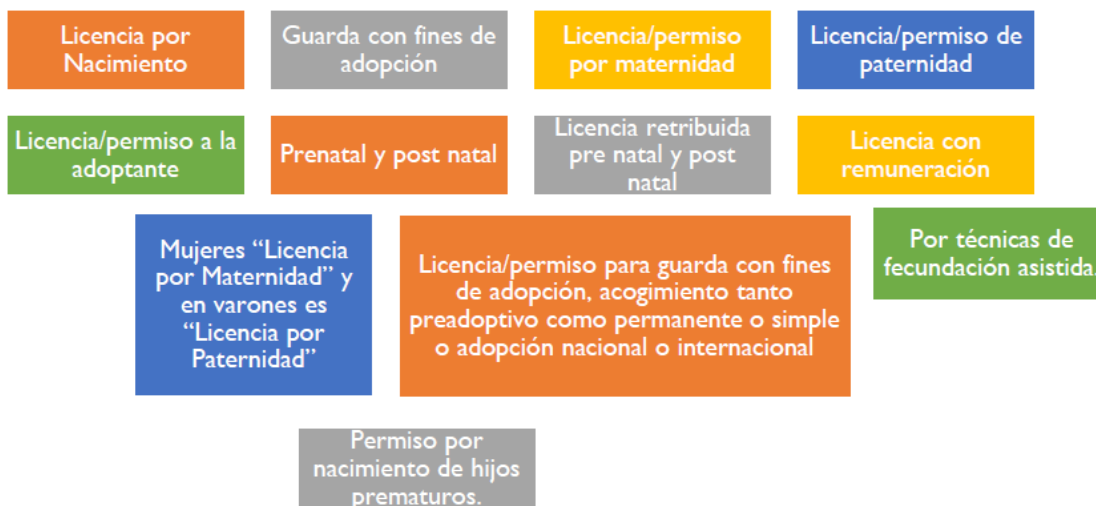 Licencia por
Nacimiento
Guarda con fines de
adopción
Licencia/permiso
por maternidad
Licencia/permiso de
paternidad
Licencia/permiso a la
adoptante
Prenatal y post natal
Licencia retribuida
pre natal y post
natal
Licencia con
remuneración
Mujeres “Licencia
por Maternidad” y
en varones es
“Licencia por
Paternidad”
Licencia/permiso para guarda con fines
de adopción, acogimiento tanto
preadoptivo como permanente o simple
o adopción nacional o internacional
Por técnicas de
fecundación asistida.
Permiso por
nacimiento de hijos
prematuros.